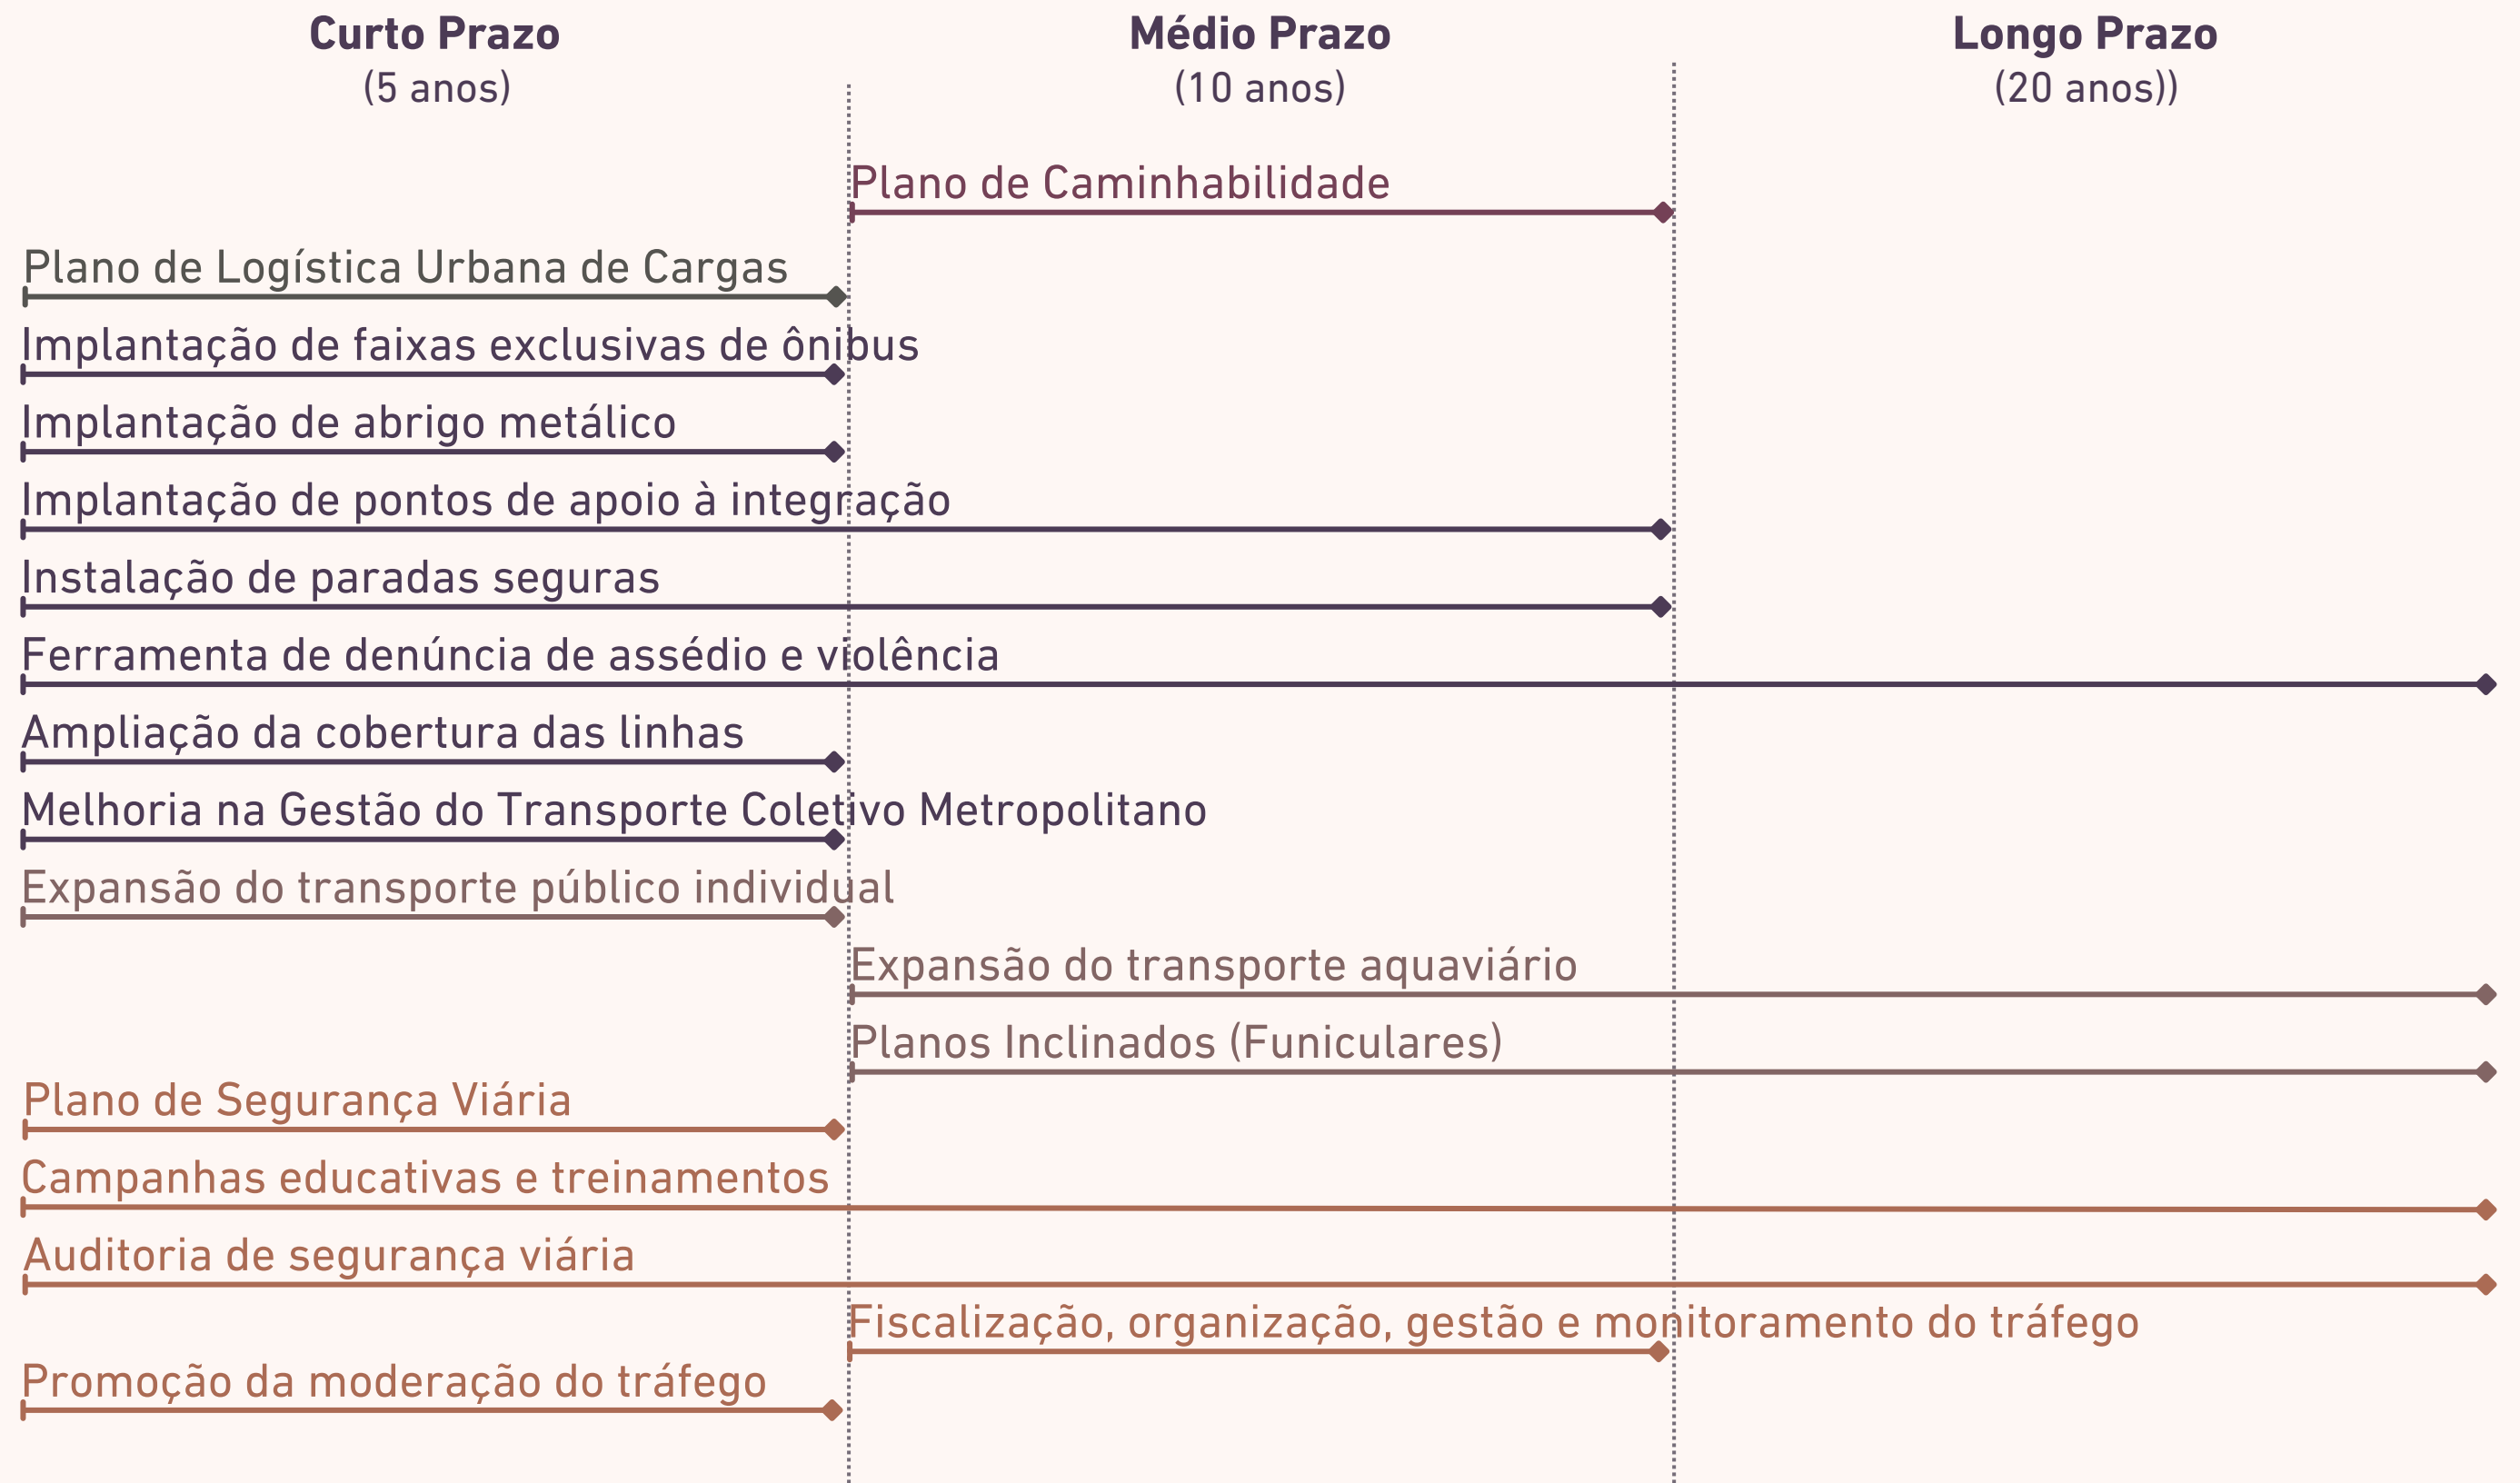 Curto Prazo
(5 anos)
Médio Prazo
(10 anos)
Longo Prazo
(20 anos))
Plano de Caminhabilidade
Plano de Logística Urbana de Cargas
Implantação de faixas exclusivas de ônibus
Implantação de abrigo metálico
Implantação de pontos de apoio à integração
Instalação de paradas seguras
Ferramenta de denúncia de assédio e violência
Ampliação da cobertura das linhas
Melhoria na Gestão do Transporte Coletivo Metropolitano
Expansão do transporte público individual
Expansão do transporte aquaviário
Planos Inclinados (Funiculares)
Plano de Segurança Viária
Campanhas educativas e treinamentos
Auditoria de segurança viária
Fiscalização, organização, gestão e monitoramento do tráfego
Promoção da moderação do tráfego